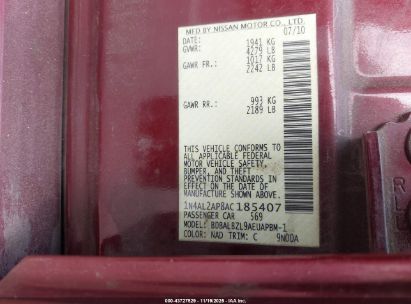 MFD BY NISSAN MOTOR CO., LTD.
DATE: 07/10
GVWR: 1941 KG
4279 LB
GAWR FR.: 1017 KG
2242 LB
GAWR RR.: 993 KG
2189 LB
THIS VEHICLE CONFORMS TO
ALL APPLICABLE FEDERAL
MOTOR VEHICLE SAFETY,
BUMPER, AND THEFT
PREVENTION STANDARDS IN
EFFECT ON THE DATE OF
MANUFACTURE SHOWN ABOVE.
1N4AL2AP8AC185407
PASSENGER CAR 569
MODEL: BDBALBZL9AEUAPBM-1
COLOR: NAD TRIM: C 9N00A